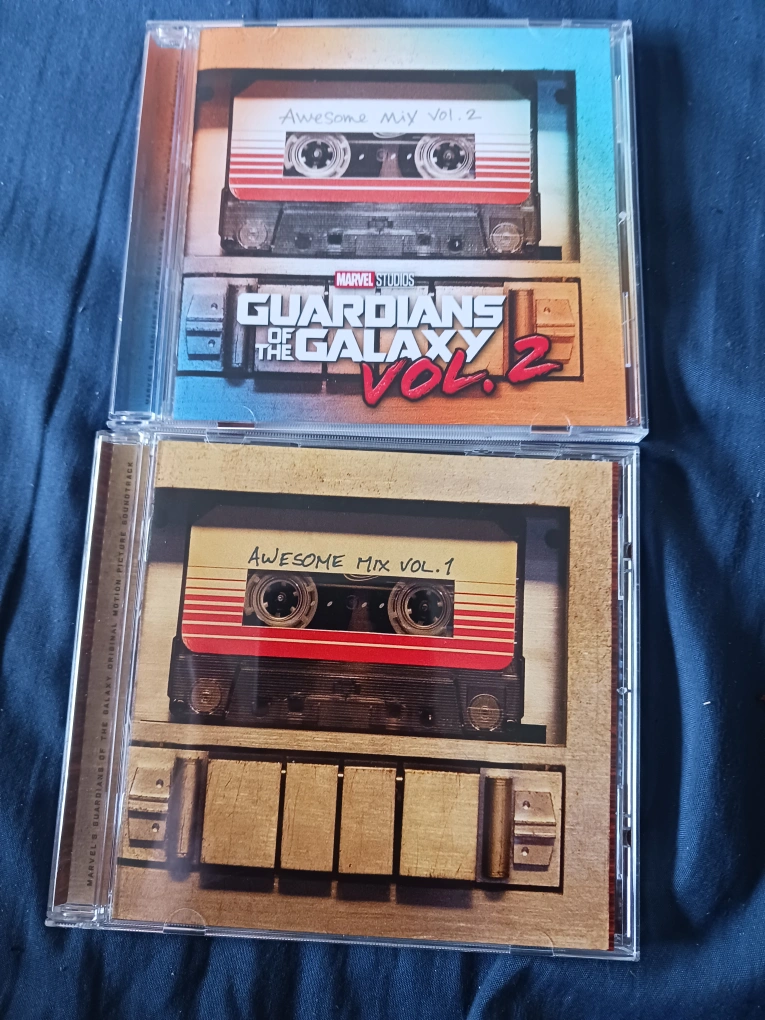 Awesome Mix Vol. 2
MARVEL STUDIOS
GUARDIANS
OF THE GALAXY
VOL. 2
AWESOME MIX VOL. 1
MARVEL'S GUARDIANS OF THE GALAXY ORIGINAL MOTION PICTURE SOUNDTRACK